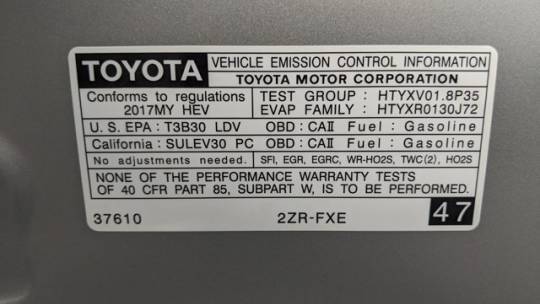 TOYOTA VEHICLE EMISSION CONTROL INFORMATION
TOYOTA MOTOR CORPORATION
Conforms to regulations TEST GROUP : HTYXV01.8P35
2017MY HEV EVAP FAMILY : HTYXR0130J72
U.S. EPA : T3B30 LDV OBD : CAⅡ Fuel : Gasoline
California : SULEV30 PC OBD : CAⅡ Fuel : Gasoline
No adjustments needed. SFI, EGR, EGRC, WR-HO2S, TWC(2), HO2S
NONE OF THE PERFORMANCE WARRANTY TESTS
OF 40 CFR PART 85, SUBPART W, IS TO BE PERFORMED.
37610 2ZR-FXE 47